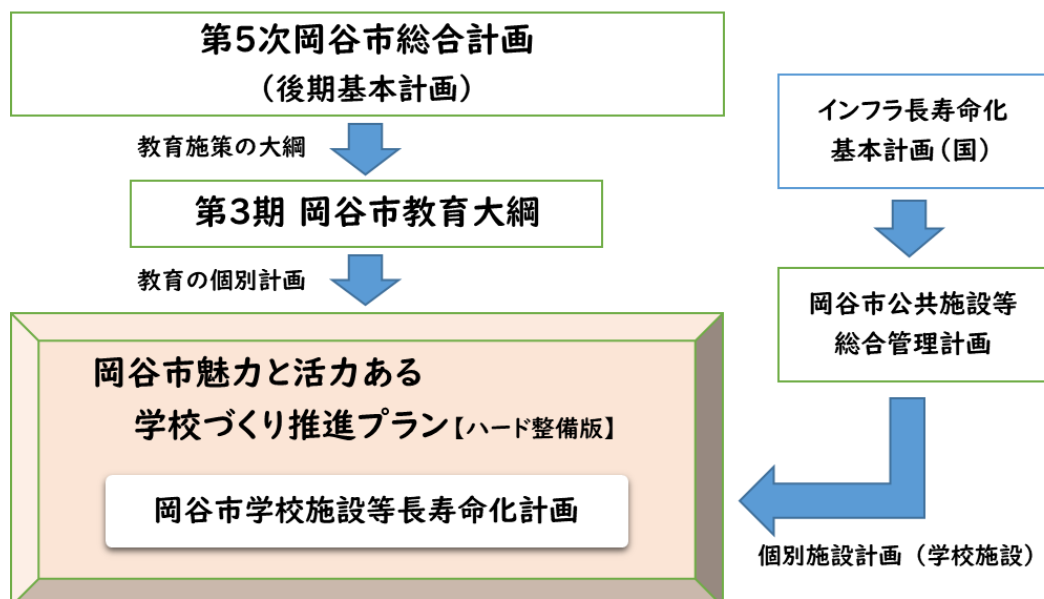 第5次岡谷市総合計画
（後期基本計画）
教育施策の大綱
第3期 岡谷市教育大綱
教育の個別計画
岡谷市魅力と活力ある
学校づくり推進プラン【ハード整備版】
岡谷市学校施設等長寿命化計画
インフラ長寿命化
基本計画（国）
岡谷市公共施設等
総合管理計画
個別施設計画（学校施設）